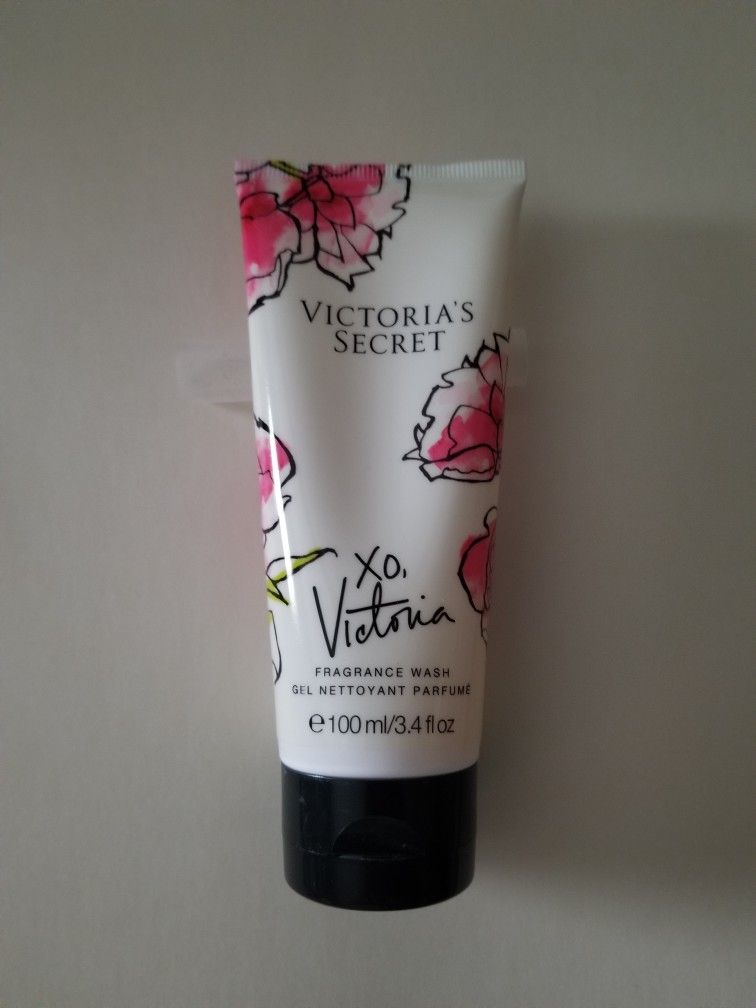 VICTORIA'S
SECRET
XO,
Victoria
FRAGRANCE WASH
GEL NETTOYANT PARFUMÉ
℮ 100 ml/3.4 fl oz